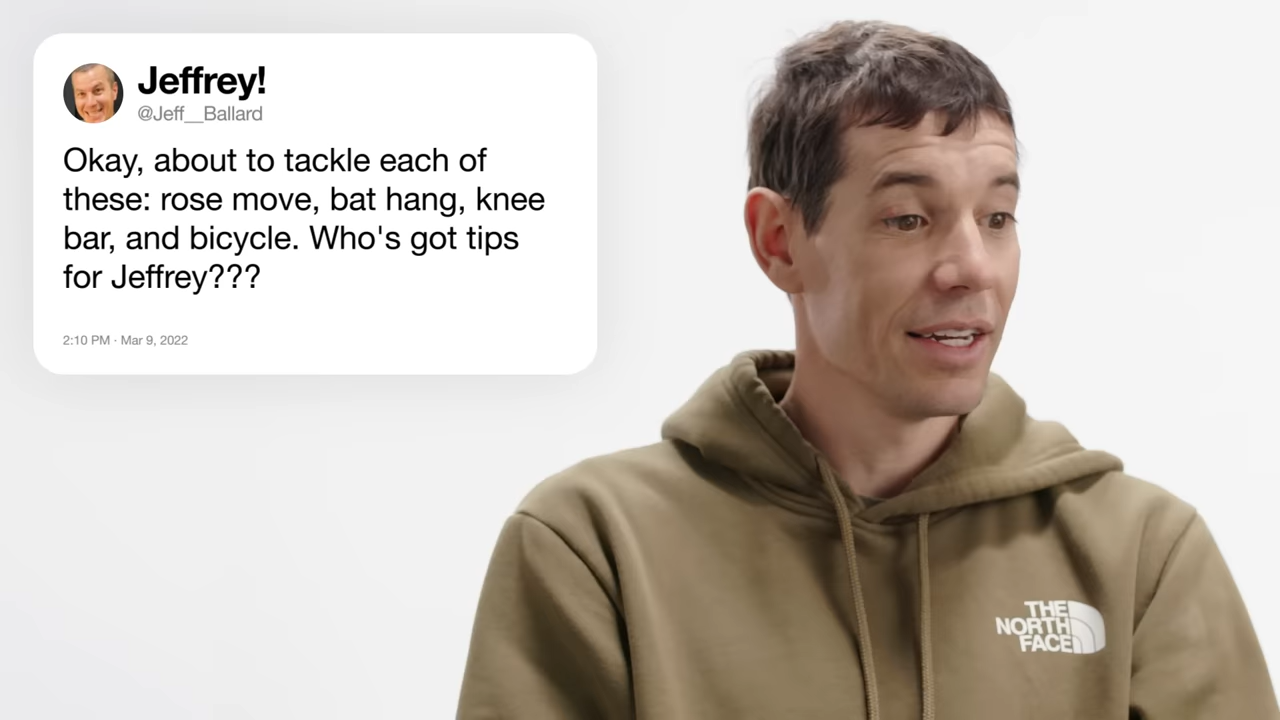 Jeffrey!
@Jeff__Ballard
Okay, about to tackle each of
these: rose move, bat hang, knee
bar, and bicycle. Who's got tips
for Jeffrey???
2:10 PM · Mar 9, 2022
THE
NORTH
FACE